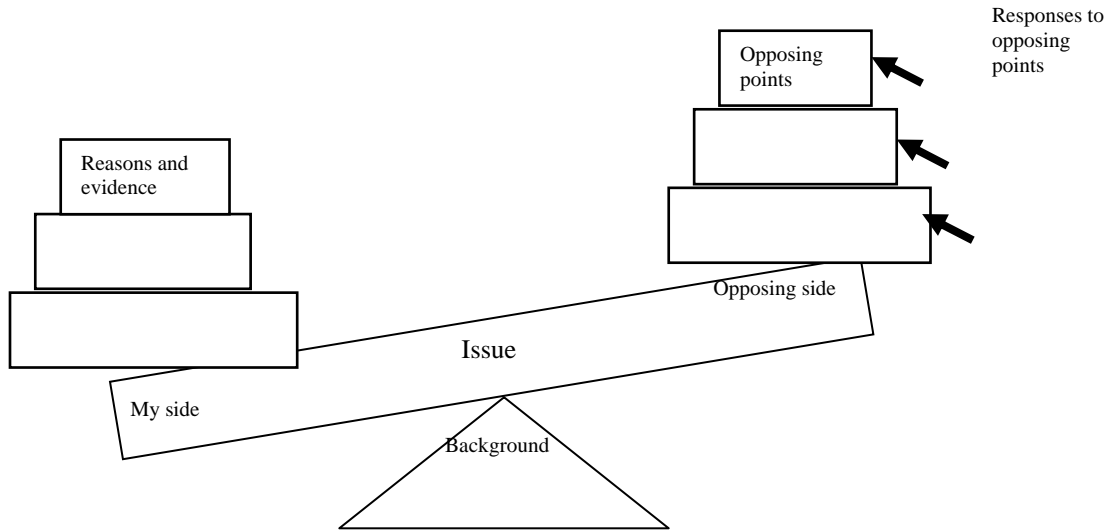 Responses to
opposing
points
Opposing
points
Reasons and
evidence
Opposing side
Issue
My side
Background